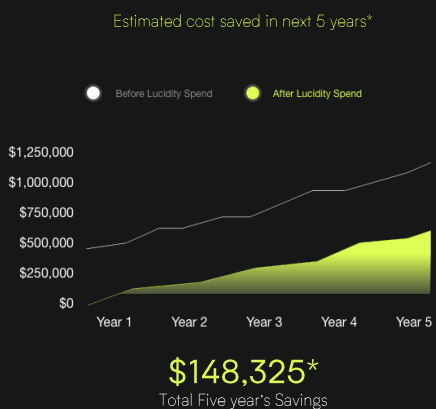 Estimated cost saved in next 5 years*
Before Lucidity Spend
After Lucidity Spend
$1,250,000
$1,000,000
$750,000
$500,000
$250,000
$0
Year 1 Year 2 Year 3 Year 4 Year 5
$148,325*
Total Five year's Savings